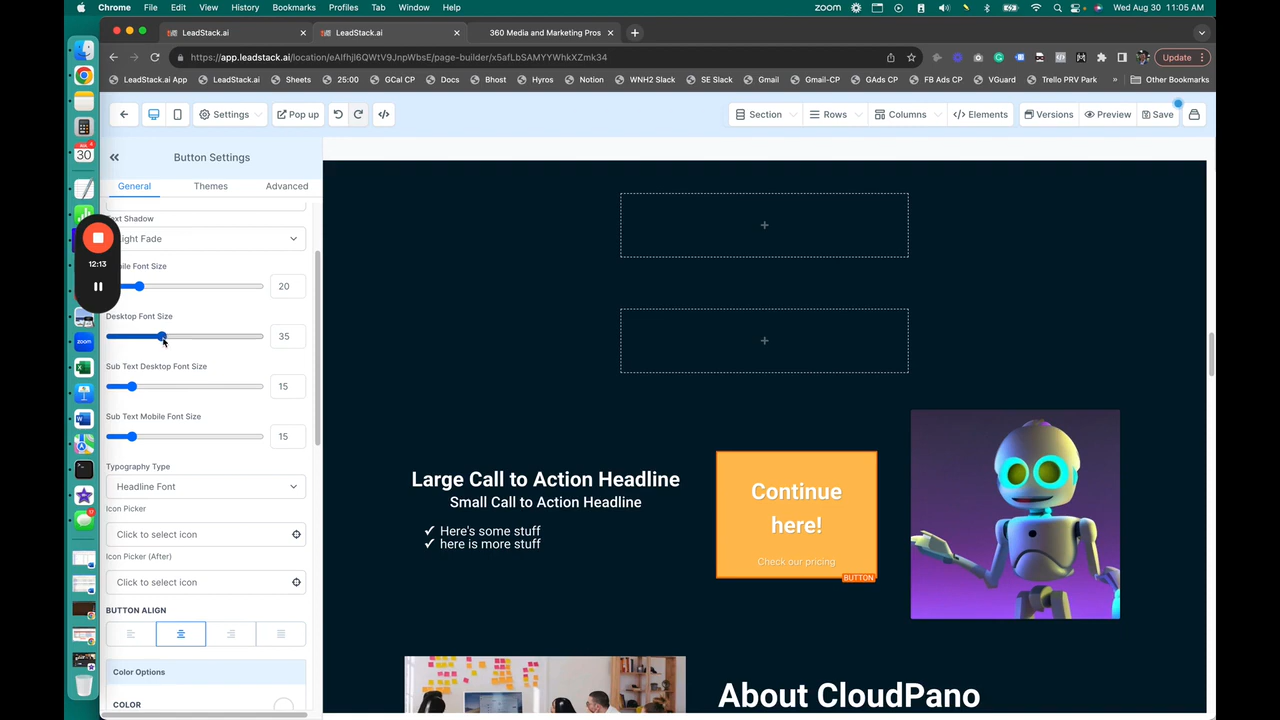 Chrome File Edit View History Bookmarks Profiles Tab Window Help
zoom
Wed Aug 30 11:05 AM
LeadStack.ai
LeadStack.ai
360 Media and Marketing Pros
https://app.leadstack.ai/location/eAlfhjI6QWtV9JnpWbsE/page-builder/x5afLbSAMYYWhkXZmk34
Update
LeadStack.ai App
LeadStack.ai
Sheets
25:00
GCal CP
Docs
Bhost
Hyros
Notion
WNH2 Slack
SE Slack
Gmail
Gmail-CP
GAds CP
FB Ads CP
VGuard
Trello PRV Park
»
Other Bookmarks
Settings
Pop up
Section
Rows
Columns
Elements
Versions
Preview
Save
Button Settings
General
Themes
Advanced
Text Shadow
Light Fade
12:13
Mobile Font Size
20
Desktop Font Size
35
Sub Text Desktop Font Size
15
Sub Text Mobile Font Size
15
Typography Type
Headline Font
Icon Picker
Click to select icon
Icon Picker (After)
Click to select icon
BUTTON ALIGN
Color Options
COLOR
30
zoom
Large Call to Action Headline
Small Call to Action Headline
✓ Here's some stuff
✓ here is more stuff
Continue
here!
Check our pricing
BUTTON
About CloudPano